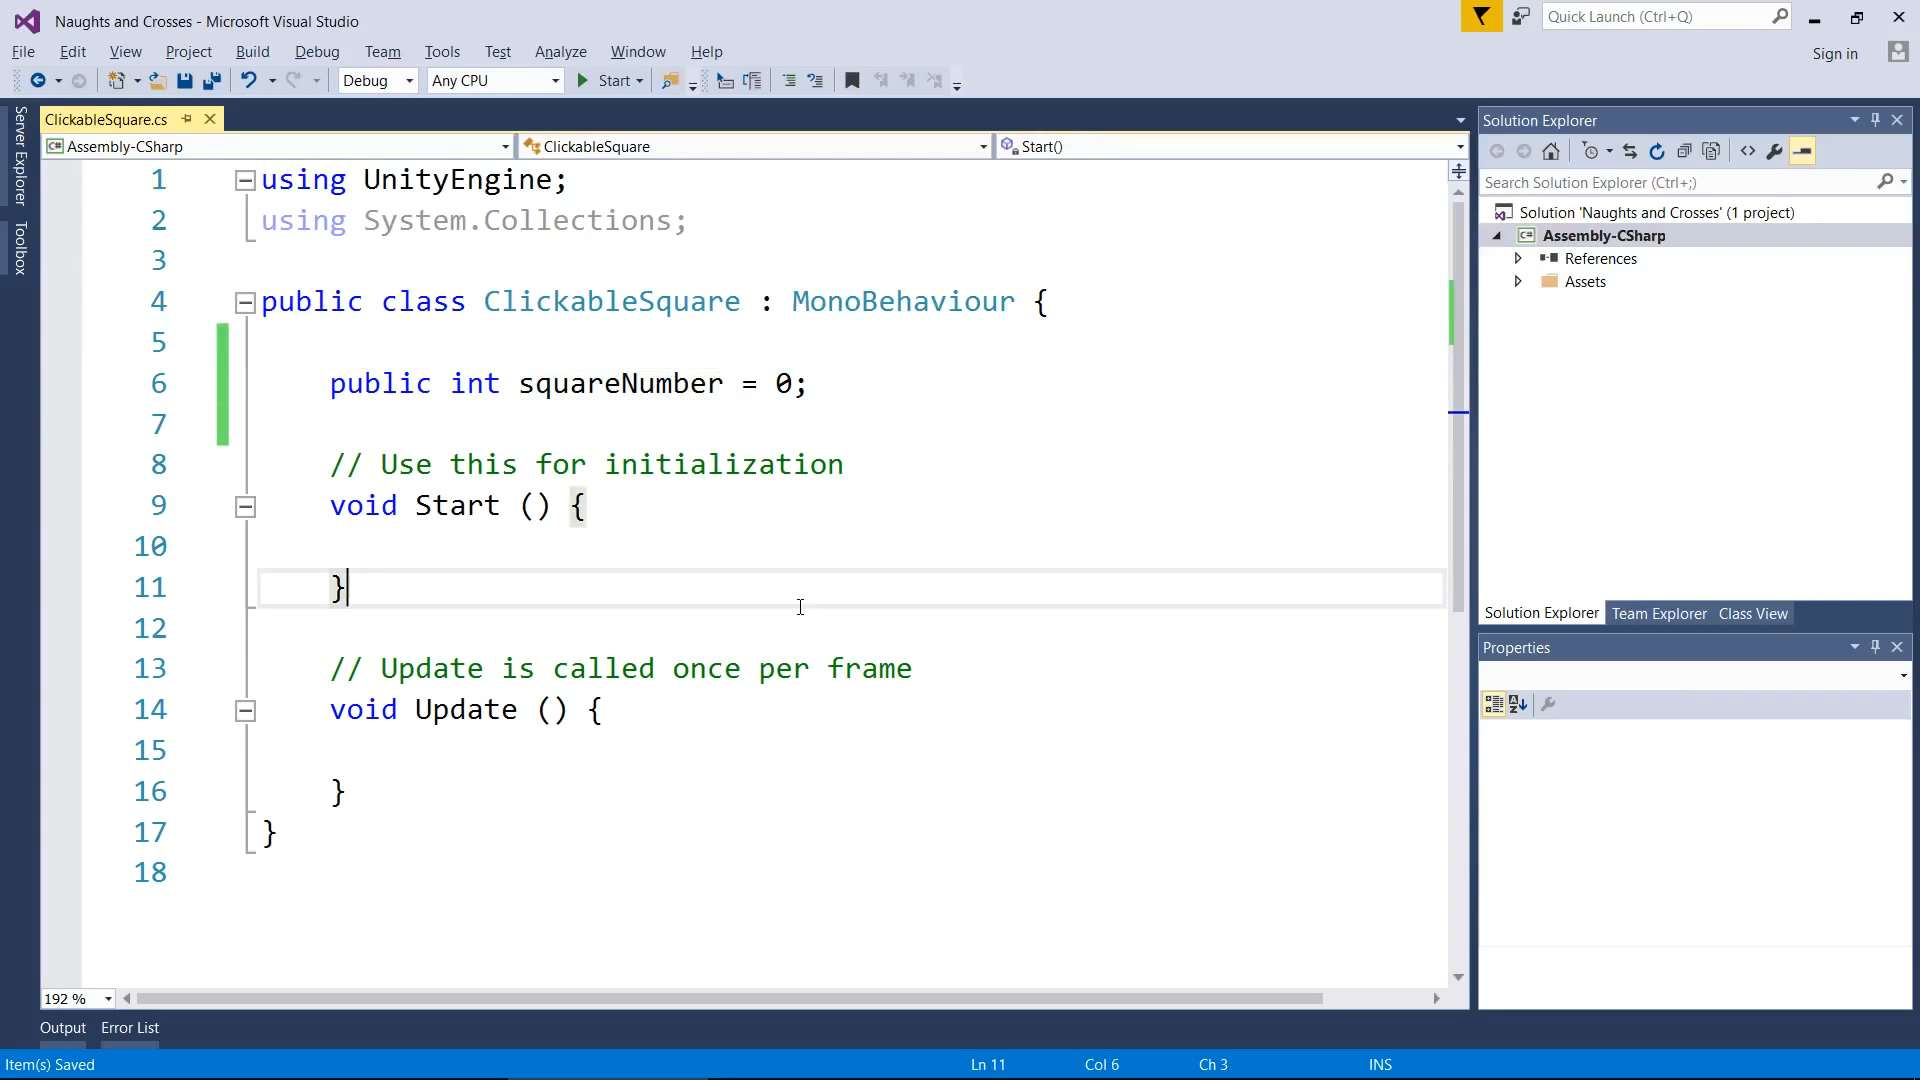 Naughts and Crosses - Microsoft Visual Studio
Quick Launch (Ctrl+Q)
File Edit View Project Build Debug Team Tools Test Analyze Window Help
Sign in
Debug Any CPU Start
Server Explorer
Toolbox
ClickableSquare.cs
Assembly-CSharp ClickableSquare Start()
1 using UnityEngine;
2 using System.Collections;
3
4 public class ClickableSquare : MonoBehaviour {
5
6 public int squareNumber = 0;
7
8 // Use this for initialization
9 void Start () {
10
11 }
12
13 // Update is called once per frame
14 void Update () {
15
16 }
17 }
18
192 %
Solution Explorer
Search Solution Explorer (Ctrl+;)
Solution 'Naughts and Crosses' (1 project)
C# Assembly-CSharp
References
Assets
Solution Explorer Team Explorer Class View
Properties
Output Error List
Item(s) Saved Ln 11 Col 6 Ch 3 INS